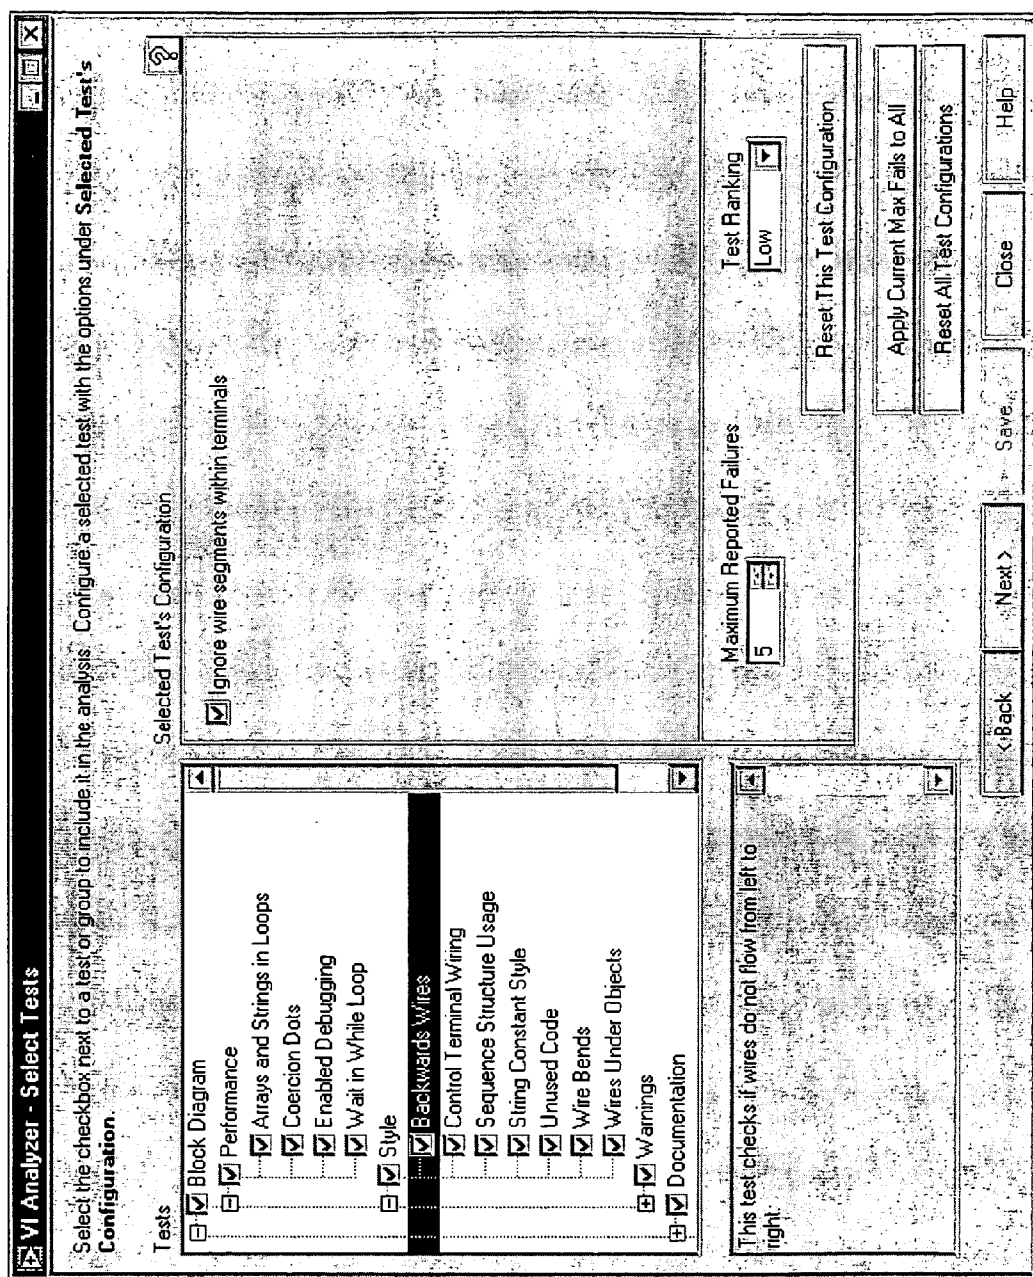 VI Analyzer - Select Tests
Select the checkbox next to a test or group to include it in the analysis. Configure a selected test with the options under Selected Test's
Configuration.
Tests
Block Diagram
Performance
Arrays and Strings in Loops
Coercion Dots
Enabled Debugging
Wait in While Loop
Style
Backwards Wires
Control Terminal Wiring
Sequence Structure Usage
String Constant Style
Unused Code
Wire Bends
Wires Under Objects
Warnings
Documentation
This test checks if wires do not flow from left to
right.
Selected Test's Configuration
?
Ignore wire segments within terminals
Maximum Reported Failures
5
Test Ranking
Low
Reset This Test Configuration
Apply Current Max Fails to All
Reset All Test Configurations
< Back
Next >
Save
Close
Help